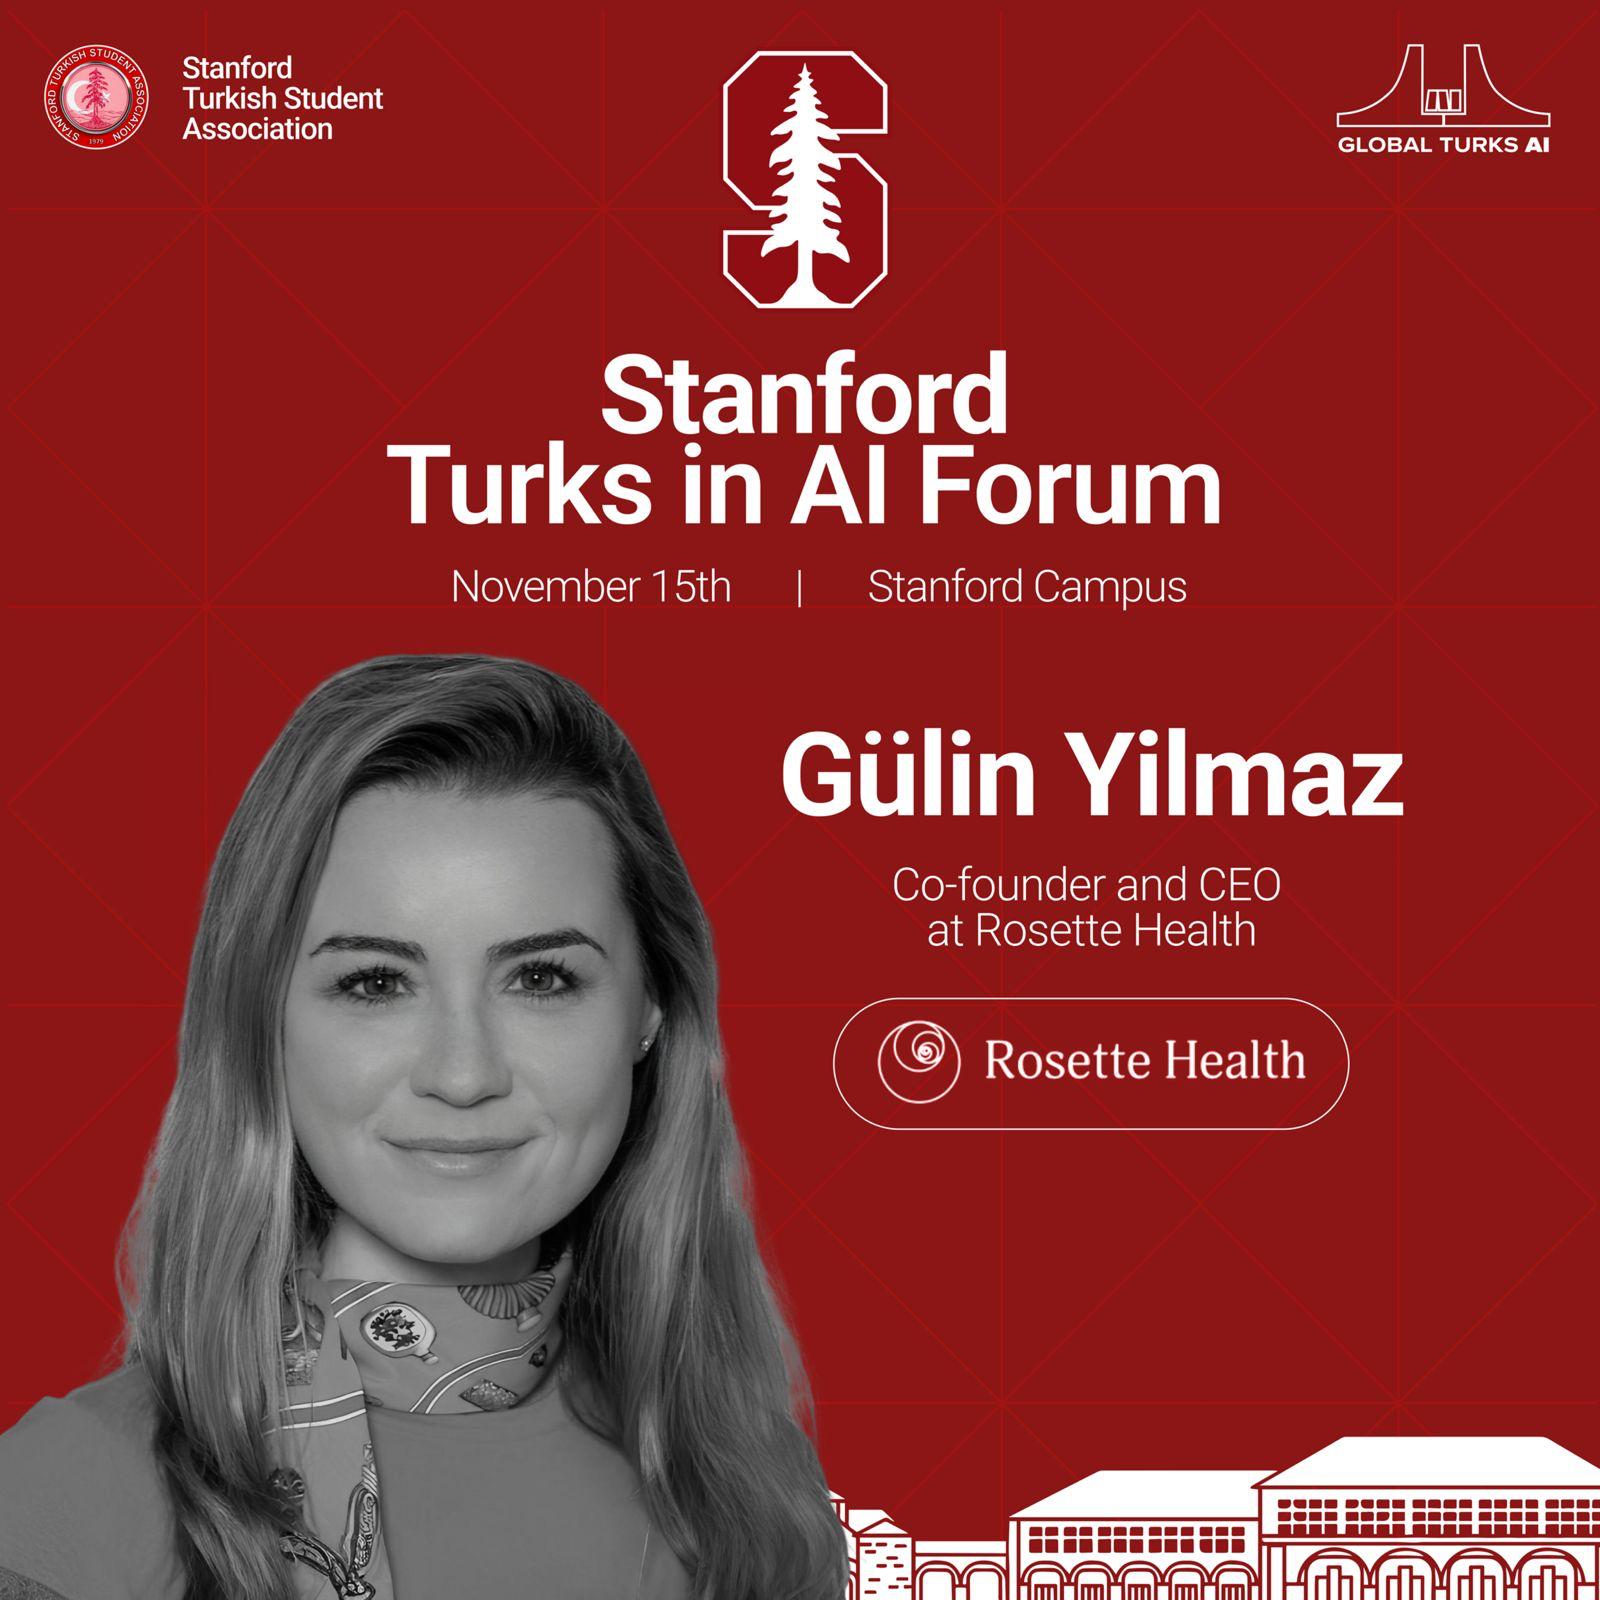 STANFORD TURKISH STUDENT ASSOCIATION
1979
Stanford
Turkish Student
Association
GLOBAL TURKS AI
Stanford
Turks in AI Forum
November 15th | Stanford Campus
Gülin Yilmaz
Co-founder and CEO
at Rosette Health
Rosette Health